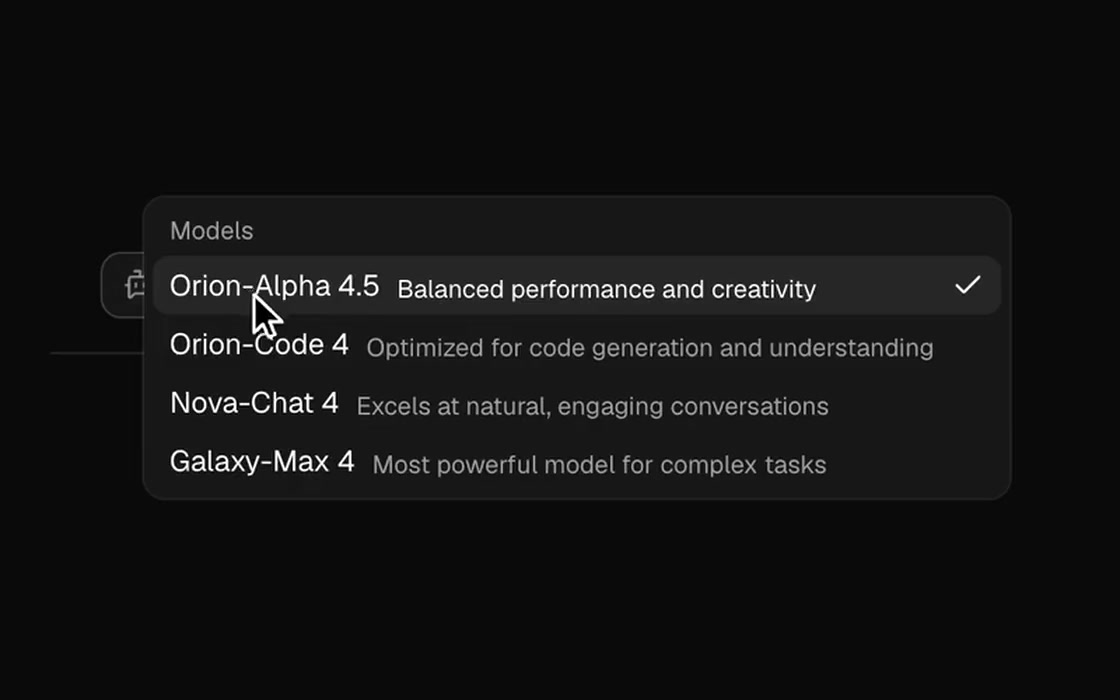 Models
Orion-Alpha 4.5 Balanced performance and creativity
Orion-Code 4 Optimized for code generation and understanding
Nova-Chat 4 Excels at natural, engaging conversations
Galaxy-Max 4 Most powerful model for complex tasks